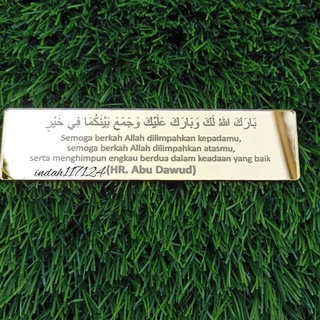 بَارَكَ اللهُ لَكَ وَبَارَكَ عَلَيْكَ وَجَمَعَ بَيْنَكُمَا فِي خَيْرٍ
Semoga berkah Allah dilimpahkan kepadamu,
semoga berkah Allah dilimpahkan atasmu,
serta menghimpun engkau berdua dalam keadaan yang baik
indah117124(HR. Abu Dawud)